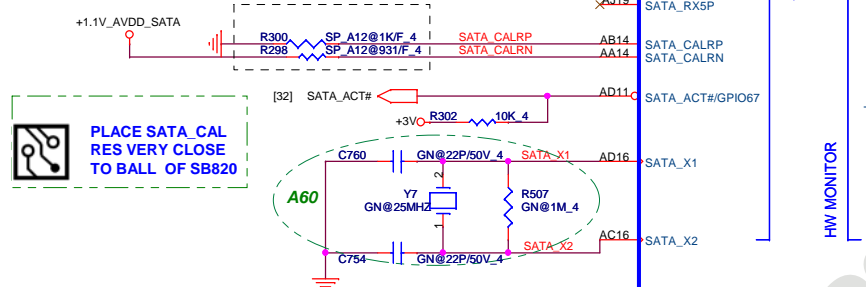 AJ19 SATA_RX5P
+1.1V_AVDD_SATA
R300 SP_A12@1K/F_4 SATA_CALRP AB14 SATA_CALRP
R298 SP_A12@931/F_4 SATA_CALRN AA14 SATA_CALRN
[32] SATA_ACT# AD11 SATA_ACT#/GPIO67
+3V R302 10K_4
PLACE SATA_CAL
RES VERY CLOSE
TO BALL OF SB820
C760 GN@22P/50V_4 SATA_X1 AD16 SATA_X1
2
A60 Y7 R507
GN@25MHZ GN@1M_4
1
C754 GN@22P/50V_4 SATA_X2 AC16 SATA_X2
HW MONITOR